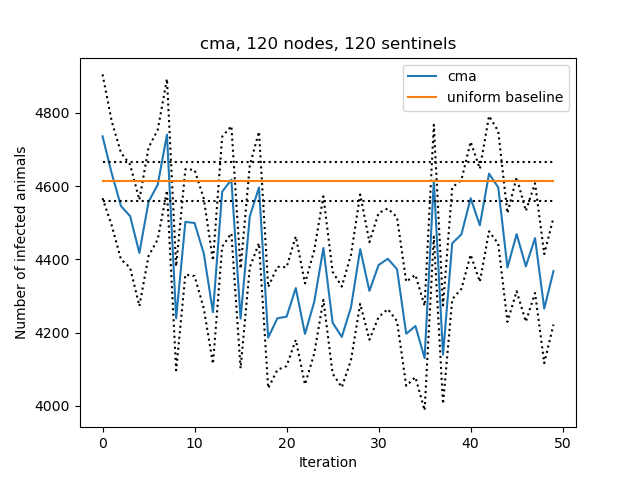 cma, 120 nodes, 120 sentinels
cma
uniform baseline
4800
4600
4400
4200
4000
Number of infected animals
0
10
20
30
40
50
Iteration